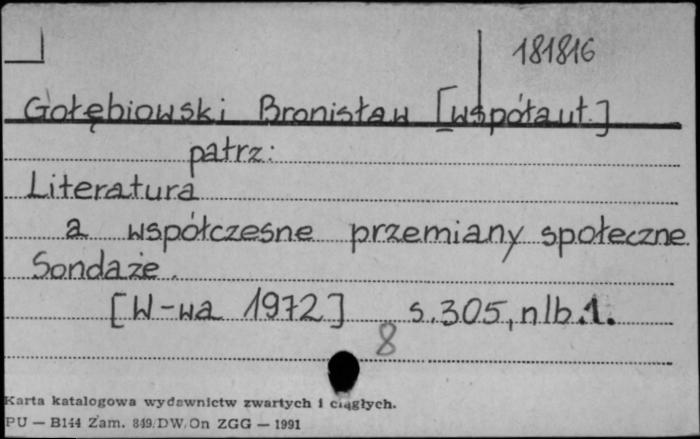 181816
Gołębiowski Bronisław [współaut.]
patrz:
Literatura
a współczesne przemiany społeczne.
Sondaże.
[W-wa 1972] s.305, nlb.1.
8
Karta katalogowa wydawnictw zwartych i ciągłych.
PU — B144 Zam. 849/DW/On ZGG — 1991